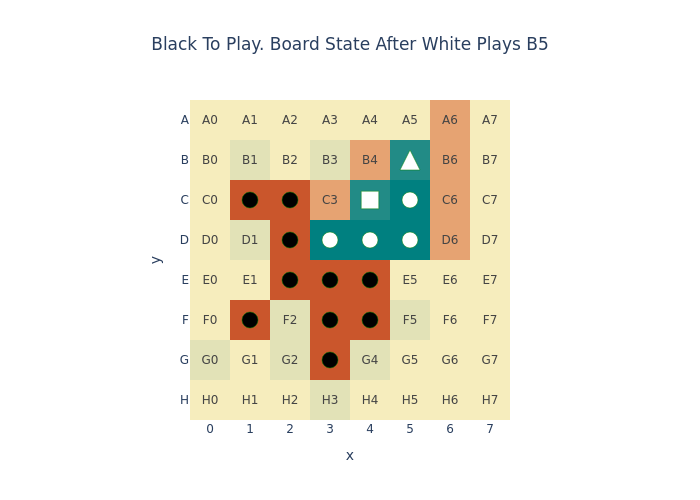 Black To Play. Board State After White Plays B5
A A0 A1 A2 A3 A4 A5 A6 A7
B B0 B1 B2 B3 B4 B6 B7
C C0 C3 C6 C7
D D0 D1 D6 D7
E E0 E1 E5 E6 E7
F F0 F2 F5 F6 F7
G G0 G1 G2 G4 G5 G6 G7
H H0 H1 H2 H3 H4 H5 H6 H7
0 1 2 3 4 5 6 7
x
y